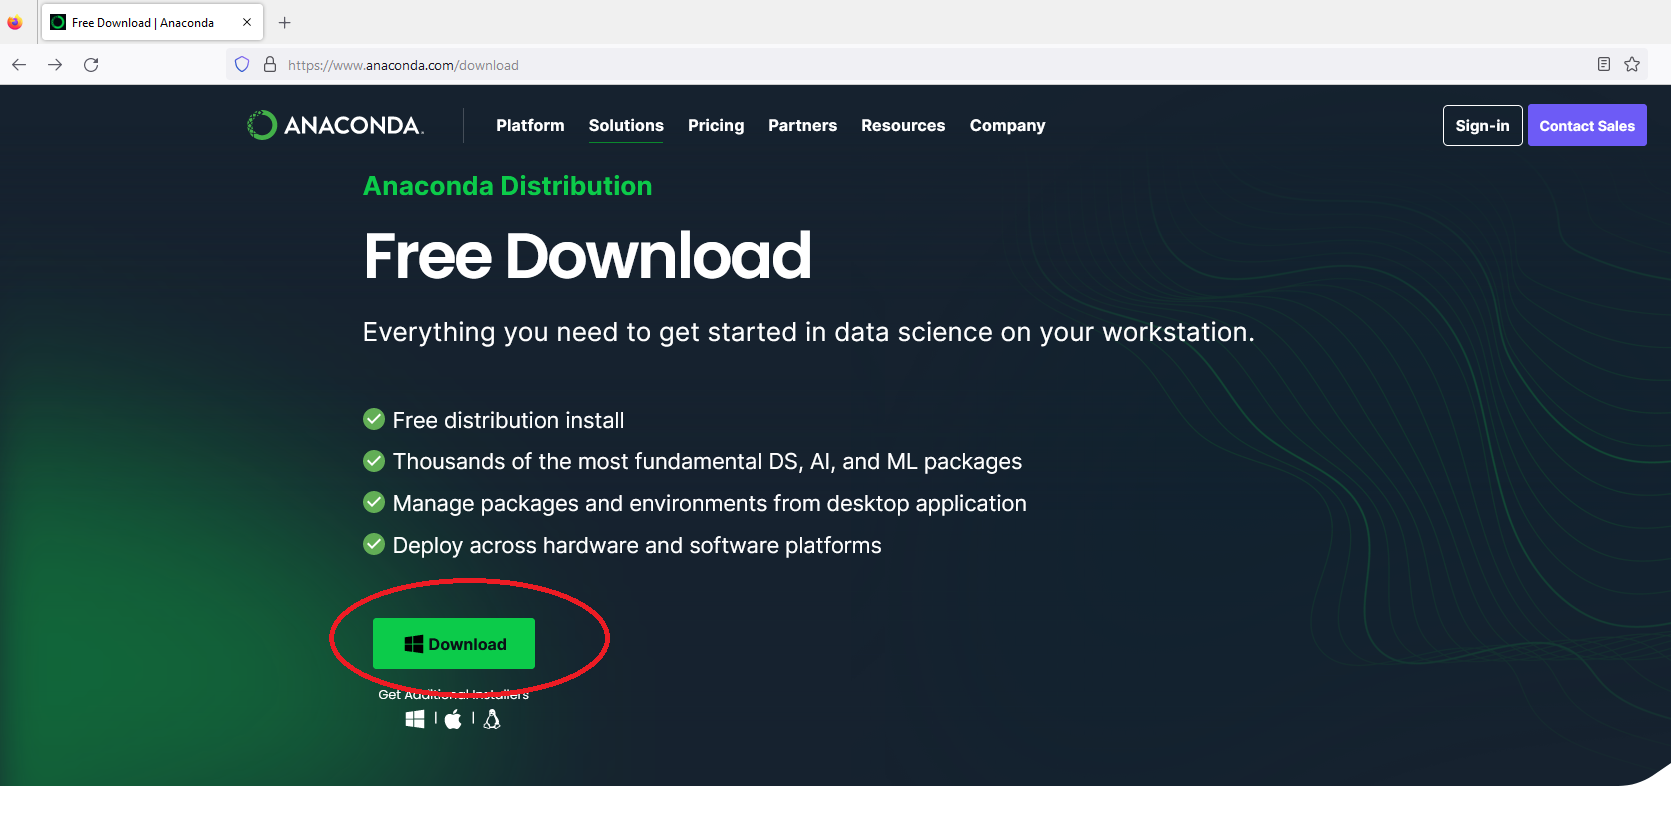 Free Download | Anaconda
https://www.anaconda.com/download
ANACONDA. Platform Solutions Pricing Partners Resources Company Sign-in Contact Sales
Anaconda Distribution
Free Download
Everything you need to get started in data science on your workstation.
Free distribution install
Thousands of the most fundamental DS, AI, and ML packages
Manage packages and environments from desktop application
Deploy across hardware and software platforms
Download
Get Additional Installers